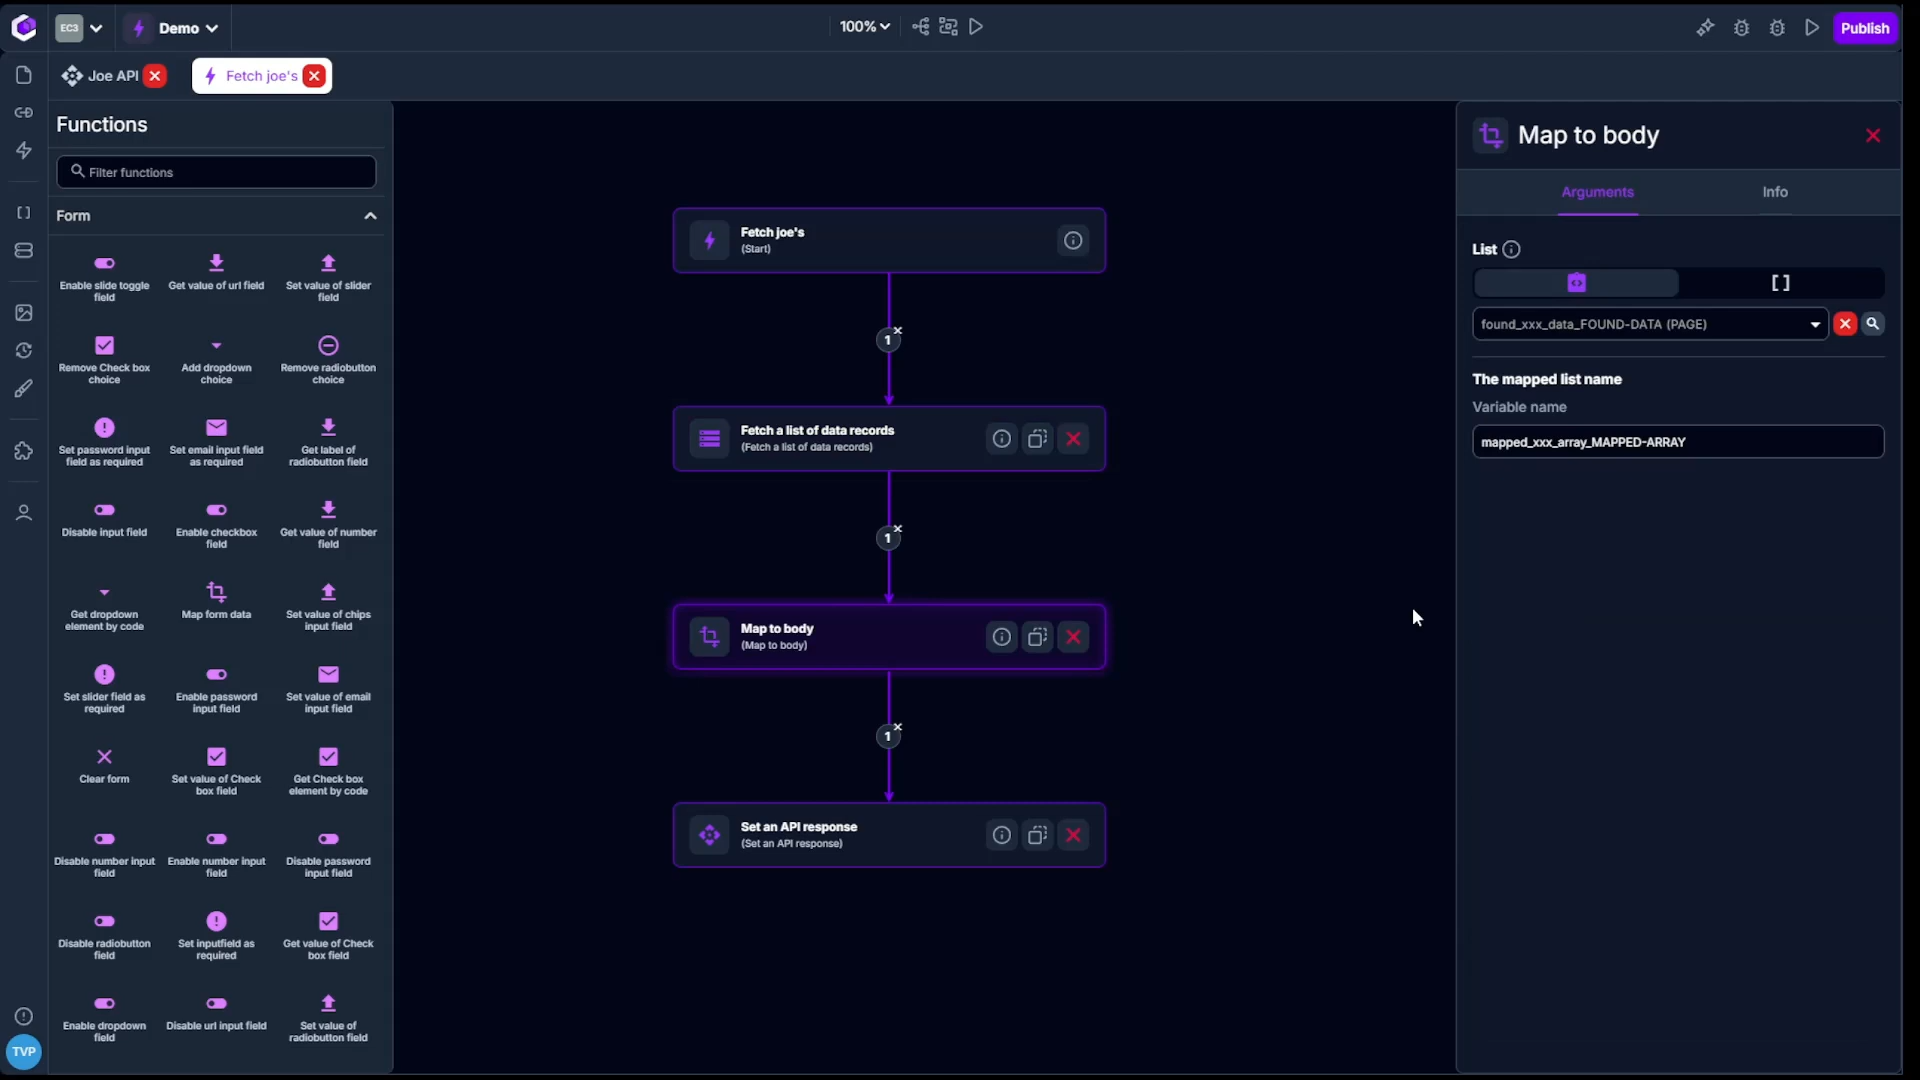 EC3
Demo
100%
Publish
Joe API
Fetch joe's
Functions
Filter functions
Form
Enable slide toggle
field
Get value of url field
Set value of slider
field
Remove Check box
choice
Add dropdown
choice
Remove radiobutton
choice
Set password input
field as required
Set email input field
as required
Get label of
radiobutton field
Disable input field
Enable checkbox
field
Get value of number
field
Get dropdown
element by code
Map form data
Set value of chips
input field
Set slider field as
required
Enable password
input field
Set value of email
input field
Clear form
Set value of Check
box field
Get Check box
element by code
Disable number input
field
Enable number input
field
Disable password
input field
Disable radiobutton
field
Set inputfield as
required
Get value of Check
box field
Enable dropdown
field
Disable url input field
Set value of
radiobutton field
TVP
Fetch joe's
(Start)
1
Fetch a list of data records
(Fetch a list of data records)
1
Map to body
(Map to body)
1
Set an API response
(Set an API response)
Map to body
Arguments
Info
List
[ ]
found_xxx_data_FOUND-DATA (PAGE)
The mapped list name
Variable name
mapped_xxx_array_MAPPED-ARRAY